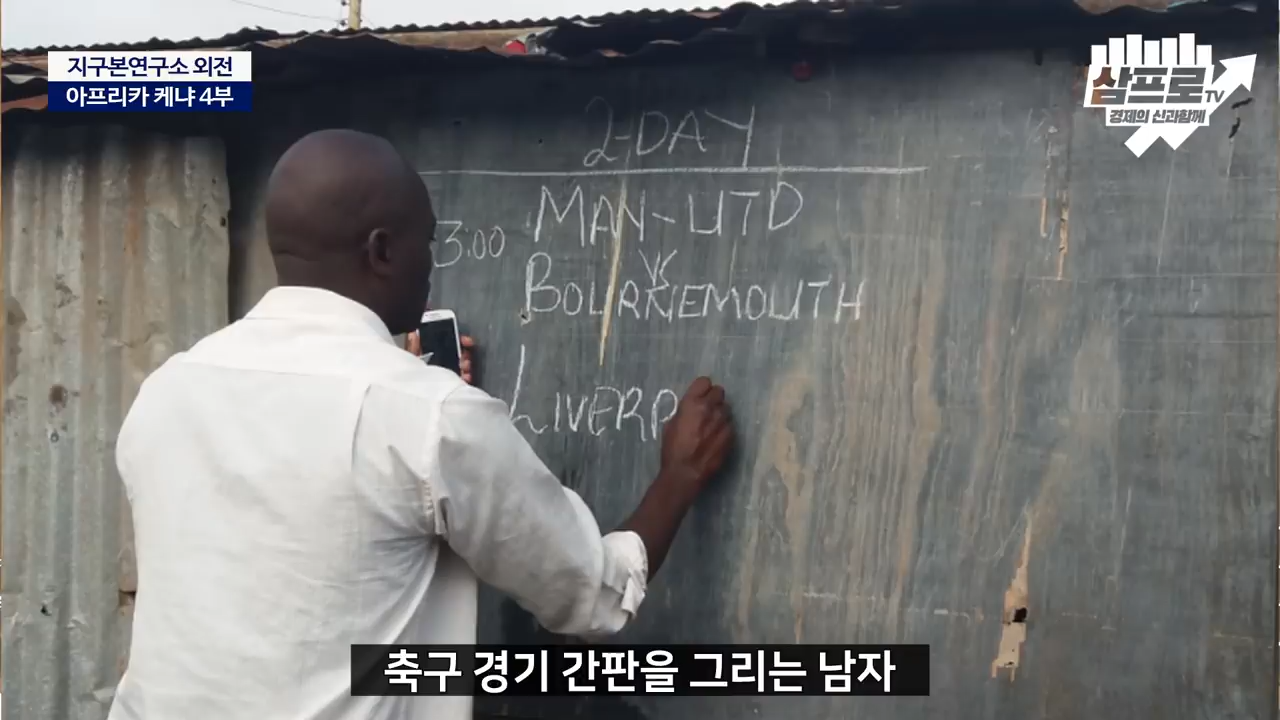 지구본연구소 외전
아프리카 케냐 4부
삼프로TV
경제의 신과함께
2-DAY
3:00 MAN-UTD
VS
BOURNEMOUTH
LIVERP
축구 경기 간판을 그리는 남자